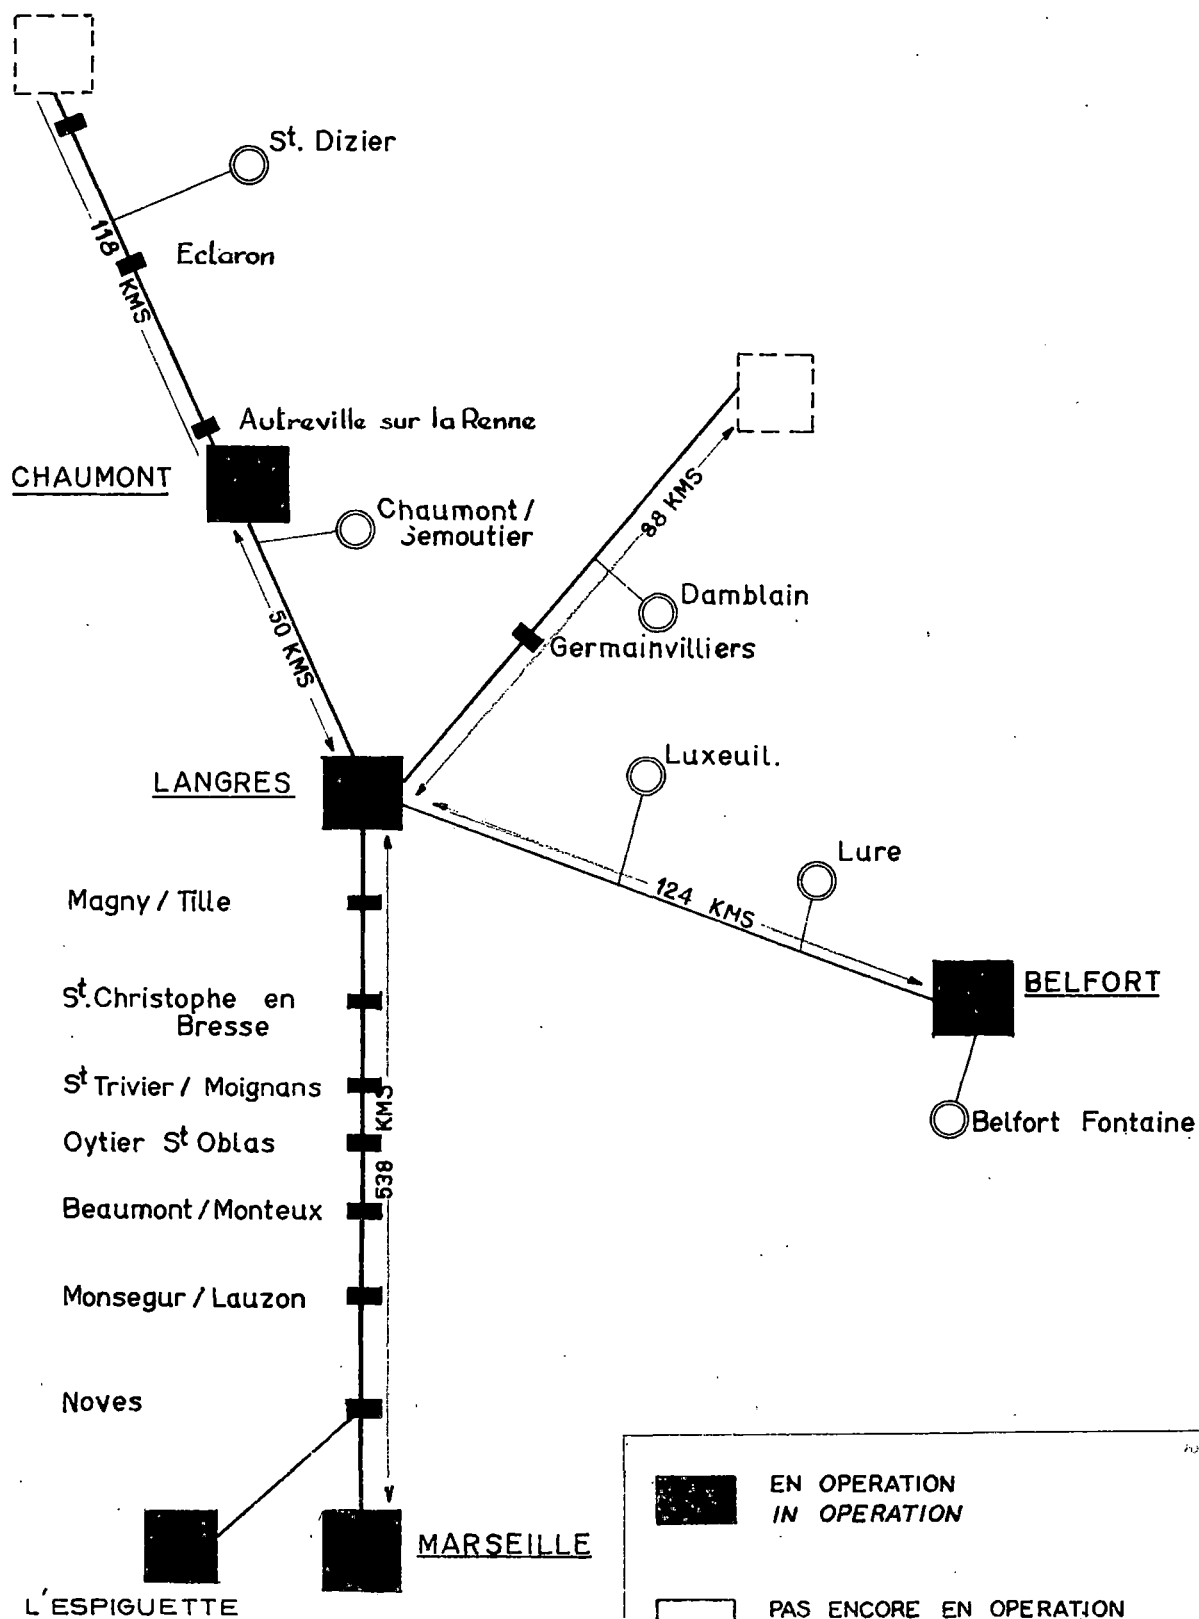 St. Dizier
118 KMS
Eclaron
Autreville sur la Renne
CHAUMONT
Chaumont/
Semoutier
88 KMS
50 KMS
Damblain
Germainvilliers
Luxeuil.
LANGRES
Lure
124 KMS
Magny / Tille
BELFORT
St. Christophe en
Bresse
St Trivier / Moignans
538 KMS
Belfort Fontaine
Oytier St Oblas
Beaumont / Monteux
Monsegur / Lauzon
Noves
EN OPERATION
IN OPERATION
MARSEILLE
L'ESPIGUETTE
PAS ENCORE EN OPERATION